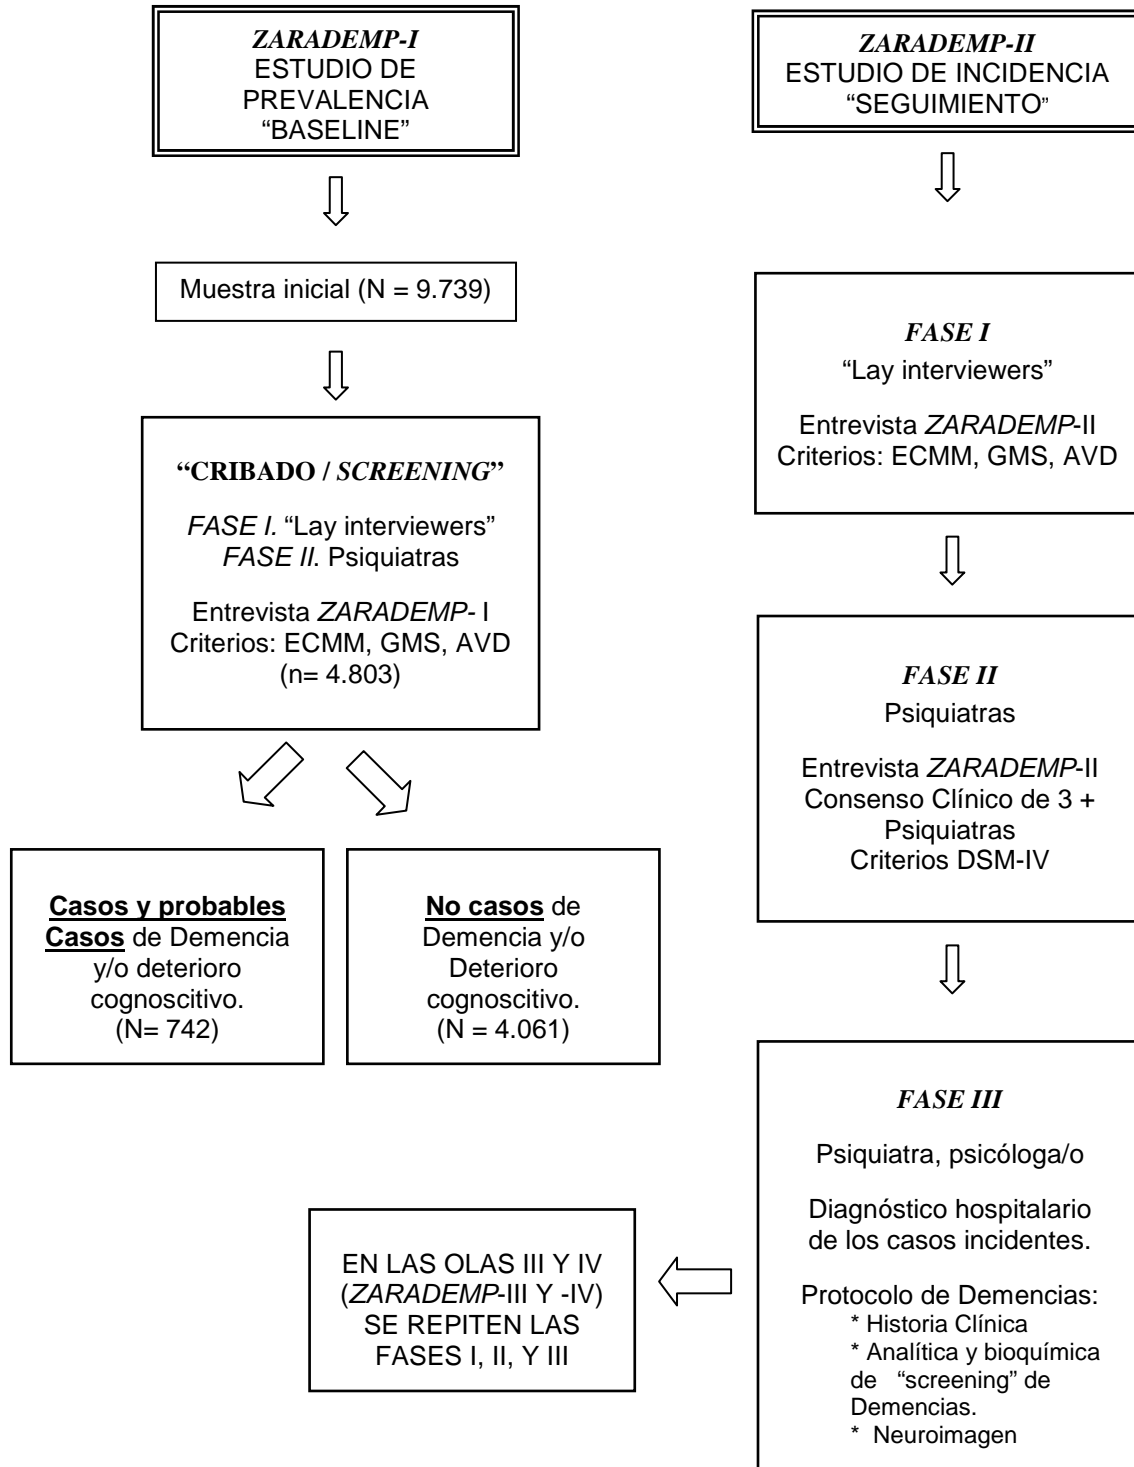 ZARADEMP-I
ESTUDIO DE
PREVALENCIA
“BASELINE”
Muestra inicial (N = 9.739)
“CRIBADO / SCREENING”
FASE I. “Lay interviewers”
FASE II. Psiquiatras
Entrevista ZARADEMP- I
Criterios: ECMM, GMS, AVD
(n= 4.803)
Casos y probables
Casos de Demencia
y/o deterioro
cognoscitivo.
(N= 742)
No casos de
Demencia y/o
Deterioro
cognoscitivo.
(N = 4.061)
ZARADEMP-II
ESTUDIO DE INCIDENCIA
“SEGUIMIENTO”
FASE I
“Lay interviewers”
Entrevista ZARADEMP-II
Criterios: ECMM, GMS, AVD
FASE II
Psiquiatras
Entrevista ZARADEMP-II
Consenso Clínico de 3 +
Psiquiatras
Criterios DSM-IV
FASE III
Psiquiatra, psicóloga/o
Diagnóstico hospitalario
de los casos incidentes.
Protocolo de Demencias:
* Historia Clínica
* Analítica y bioquímica
de “screening” de
Demencias.
* Neuroimagen
EN LAS OLAS III Y IV
(ZARADEMP-III Y -IV)
SE REPITEN LAS
FASES I, II, Y III